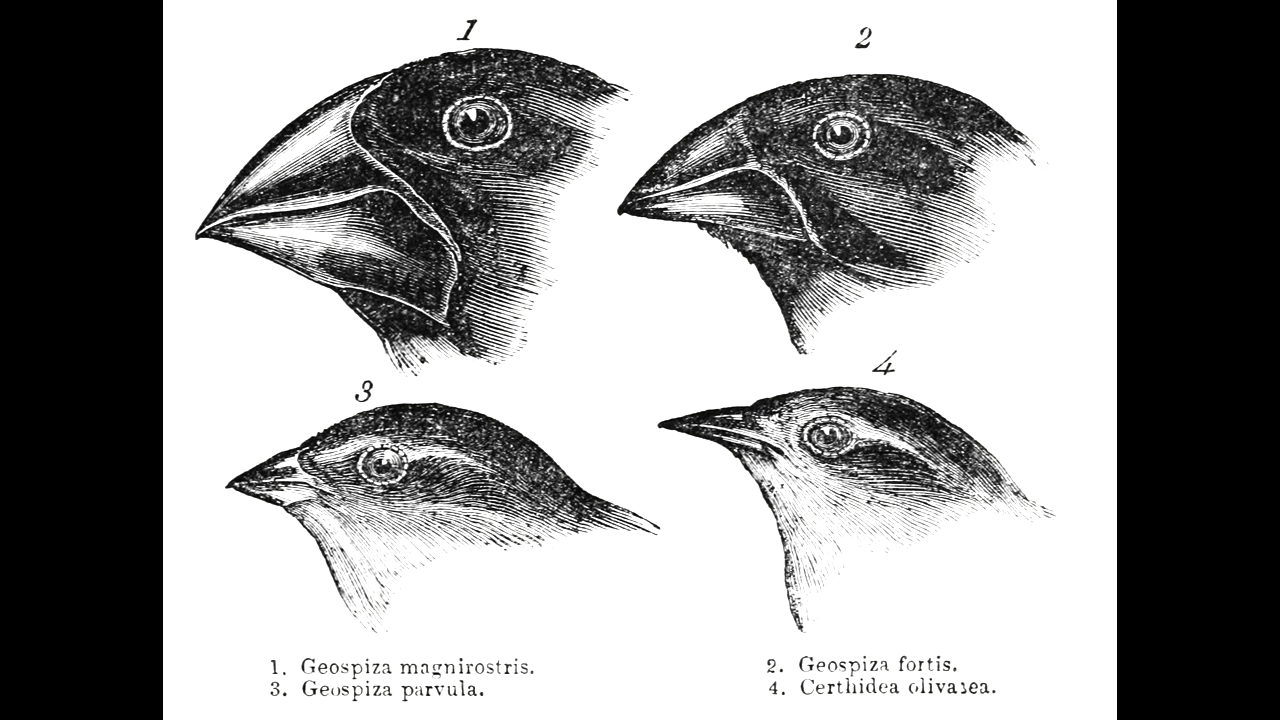 1 2
3 4
1. Geospiza magnirostris. 2. Geospiza fortis.
3. Geospiza parvula. 4. Certhidea olivasea.